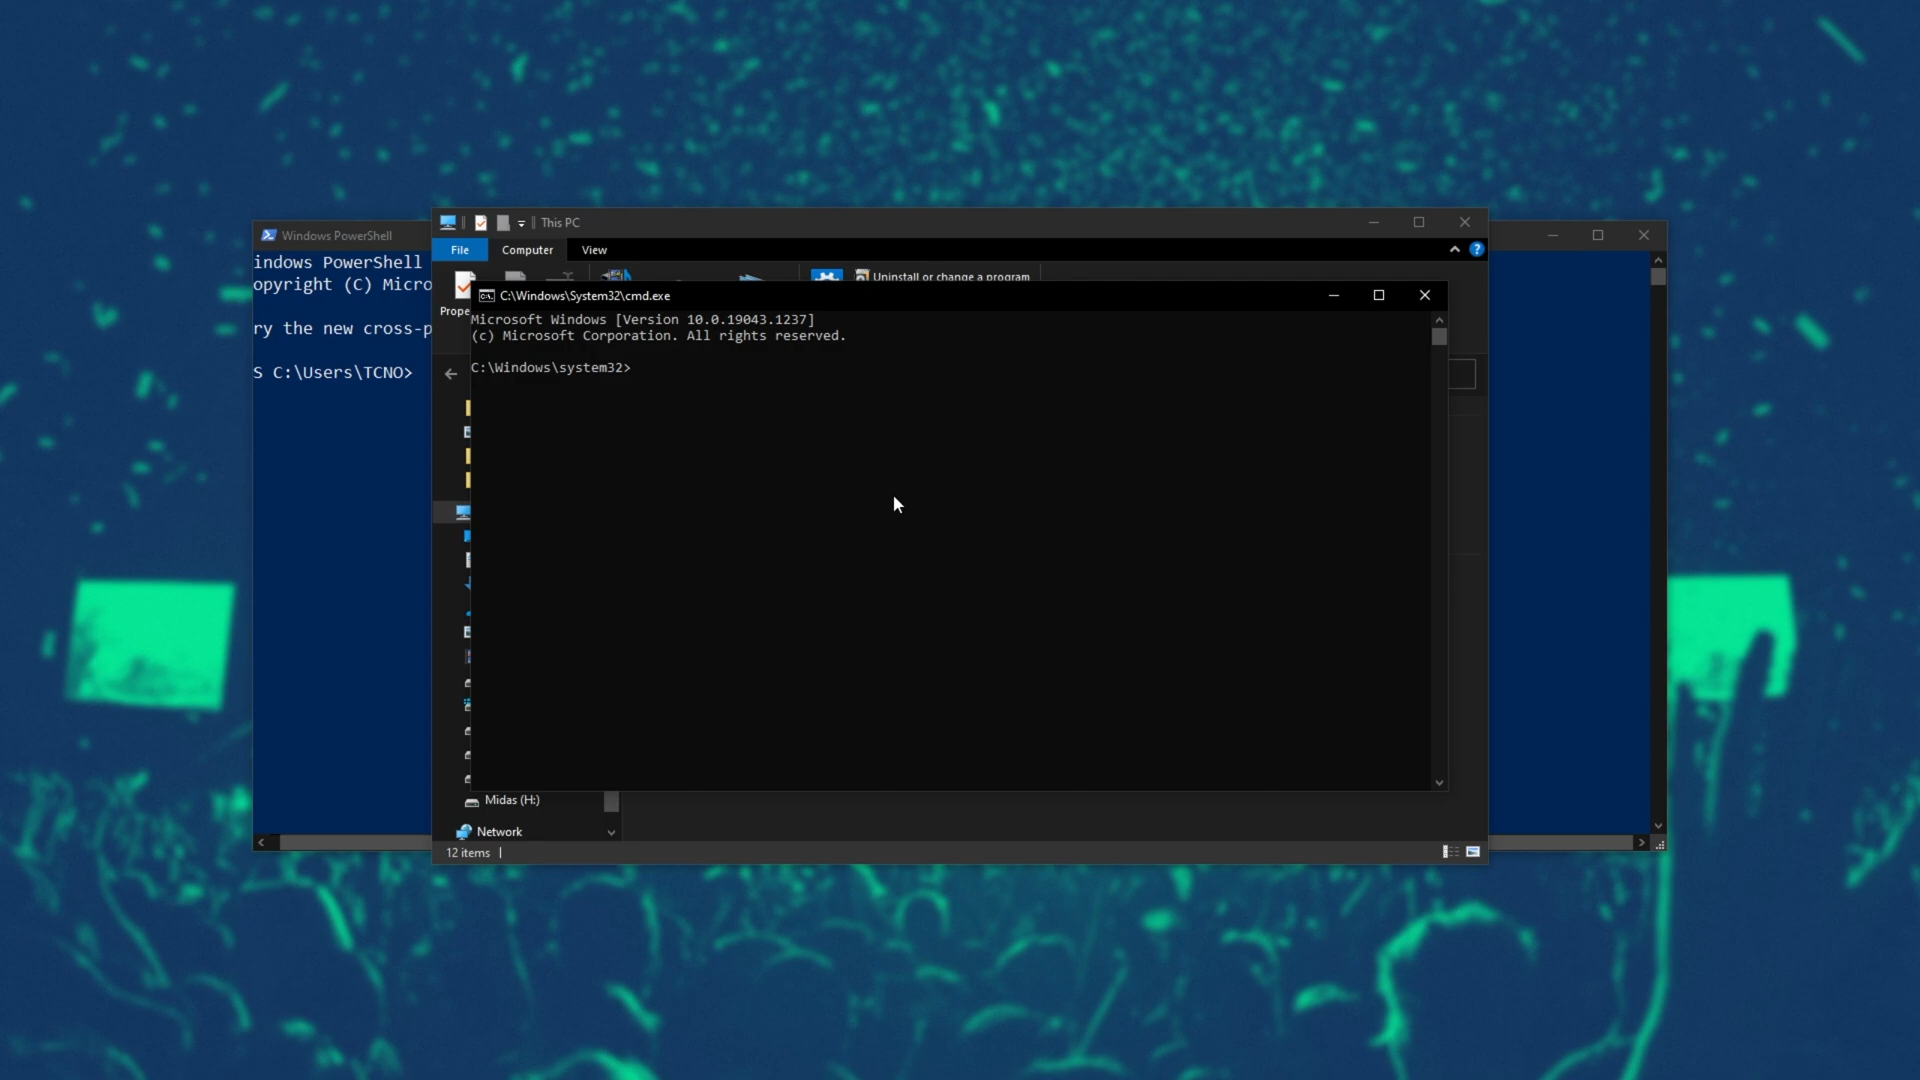 Windows PowerShell
indows PowerShell
opyright (C) Micro
ry the new cross-p
S C:\Users\TCNO>
This PC
File
Computer
View
Uninstall or change a program
C:\Windows\System32\cmd.exe
Microsoft Windows [Version 10.0.19043.1237]
(c) Microsoft Corporation. All rights reserved.
C:\Windows\system32>
Prope
Midas (H:)
Network
12 items